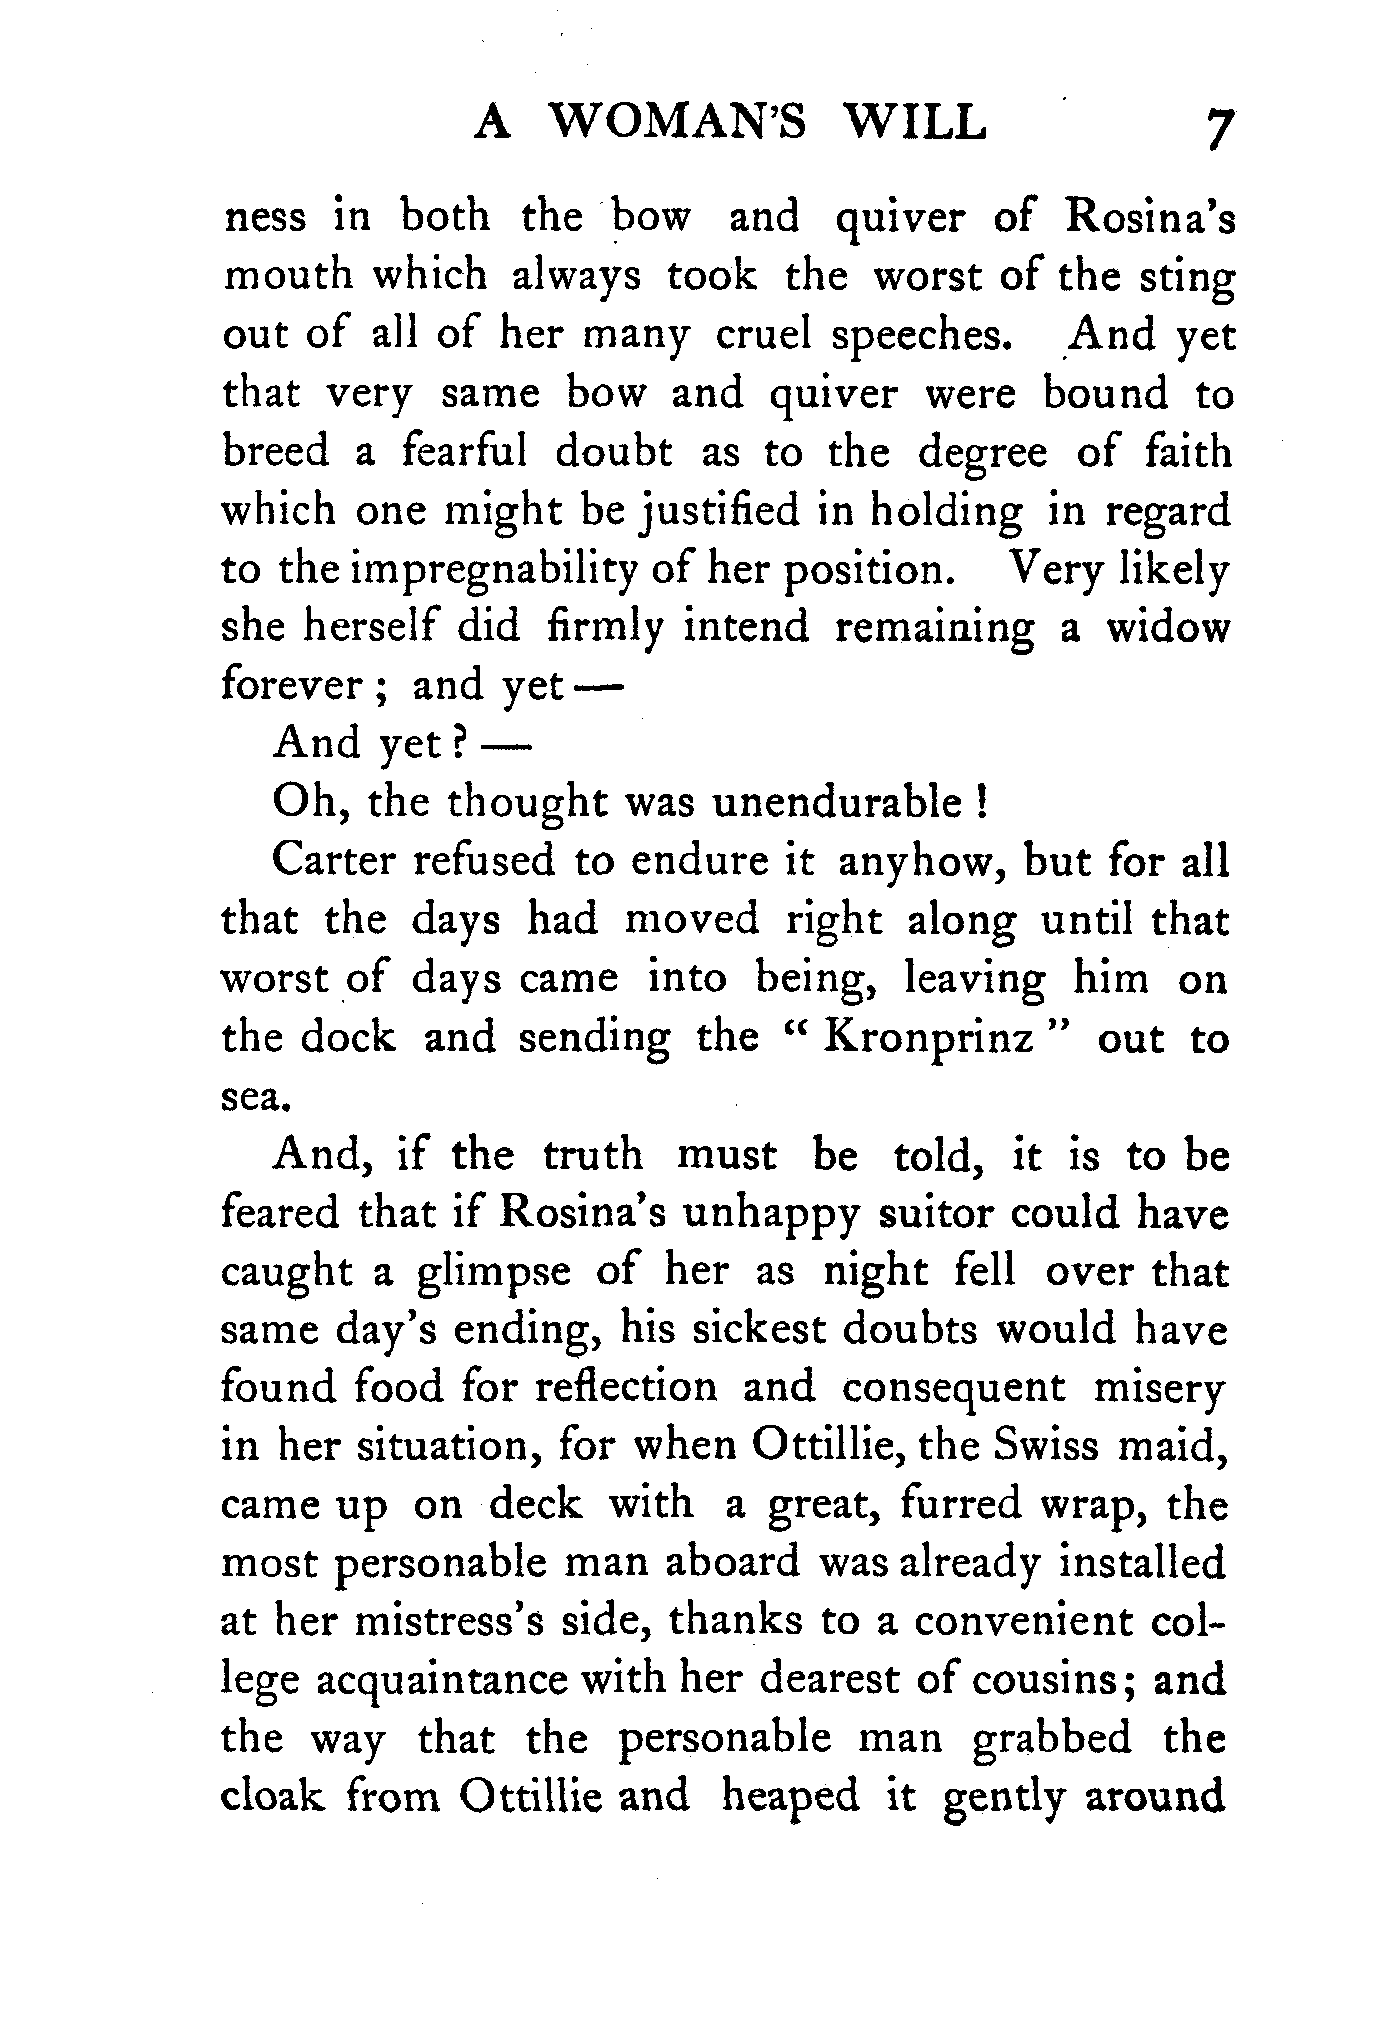 A WOMAN'S WILL 7
ness in both the bow and quiver of Rosina's
mouth which always took the worst of the sting
out of all of her many cruel speeches. And yet
that very same bow and quiver were bound to
breed a fearful doubt as to the degree of faith
which one might be justified in holding in regard
to the impregnability of her position. Very likely
she herself did firmly intend remaining a widow
forever ; and yet —
And yet ? —
Oh, the thought was unendurable !
Carter refused to endure it anyhow, but for all
that the days had moved right along until that
worst of days came into being, leaving him on
the dock and sending the “ Kronprinz ” out to
sea.
And, if the truth must be told, it is to be
feared that if Rosina's unhappy suitor could have
caught a glimpse of her as night fell over that
same day's ending, his sickest doubts would have
found food for reflection and consequent misery
in her situation, for when Ottillie, the Swiss maid,
came up on deck with a great, furred wrap, the
most personable man aboard was already installed
at her mistress's side, thanks to a convenient col-
lege acquaintance with her dearest of cousins; and
the way that the personable man grabbed the
cloak from Ottillie and heaped it gently around